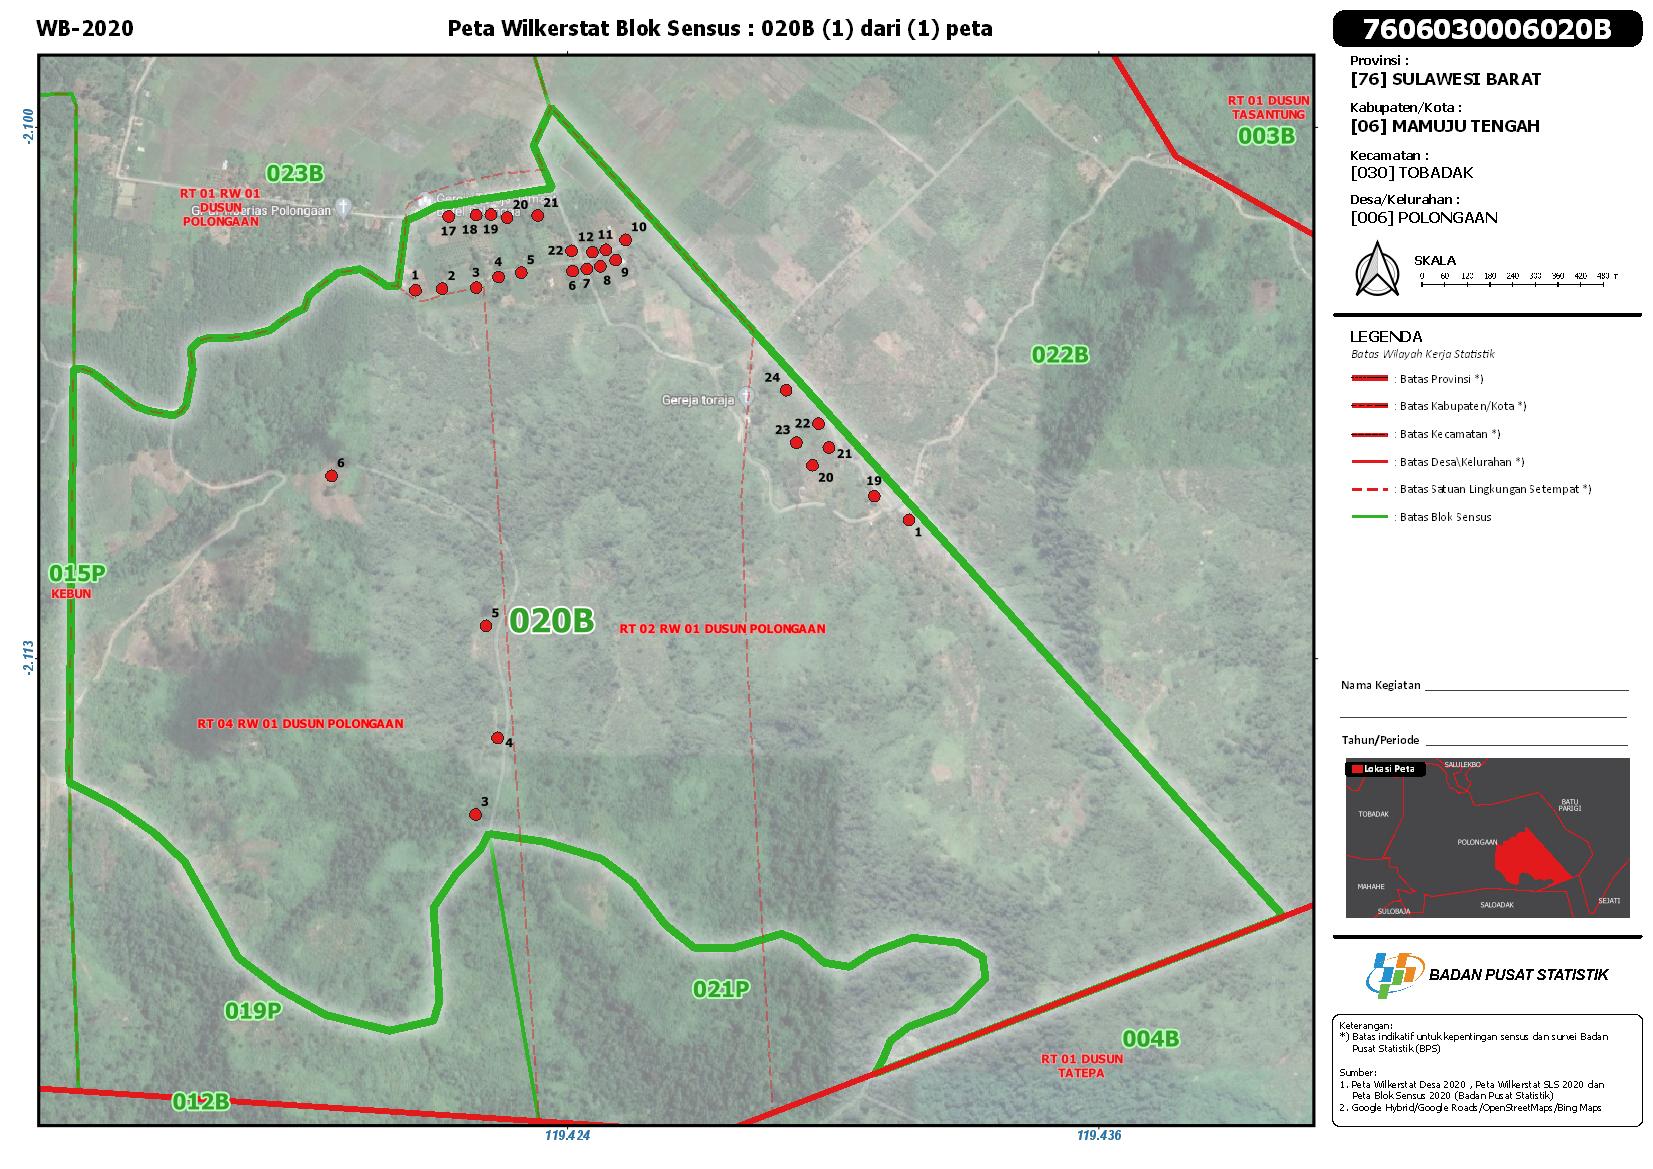 WB-2020
Peta Wilkerstat Blok Sensus : 020B (1) dari (1) peta
7606030006020B
Provinsi :
[76] SULAWESI BARAT
Kabupaten/Kota :
[06] MAMUJU TENGAH
Kecamatan :
[030] TOBADAK
Desa/Kelurahan :
[006] POLONGAAN
SKALA
0 60 120 180 240 300 360 420 480 m
LEGENDA
Batas Wilayah Kerja Statistik
: Batas Provinsi *)
: Batas Kabupaten/Kota *)
: Batas Kecamatan *)
: Batas Desa\Kelurahan *)
: Batas Satuan Lingkungan Setempat *)
: Batas Blok Sensus
Nama Kegiatan
Tahun/Periode
Lokasi Peta
SALULEKBO
BATU
PARIGI
TOBADAK
POLONGAAN
MAHAHE
SULOBAJA
SALOADAK
SEJATI
BADAN PUSAT STATISTIK
Keterangan:
*) Batas indikatif untuk kepentingan sensus dan survei Badan
Pusat Statistik (BPS)
Sumber:
1. Peta Wilkerstat Desa 2020 , Peta Wilkerstat SLS 2020 dan
Peta Blok Sensus 2020 (Badan Pusat Statistik)
2. Google Hybrid/Google Roads/OpenStreetMaps/Bing Maps
-2.100
-2.113
119.424
119.436
RT 01 DUSUN
TASANTUNG
003B
023B
RT 01 RW 01
DUSUN
POLONGAAN
Polongaan
20 21
17 18 19
10
12 11
22
9
6 7 8
1 2 3 4 5
022B
24
Gereja toraja
22
23
21
20
19
1
6
015P
KEBUN
5
020B
RT 02 RW 01 DUSUN POLONGAAN
RT 04 RW 01 DUSUN POLONGAAN
4
3
021P
019P
004B
RT 01 DUSUN
TATEPA
012B